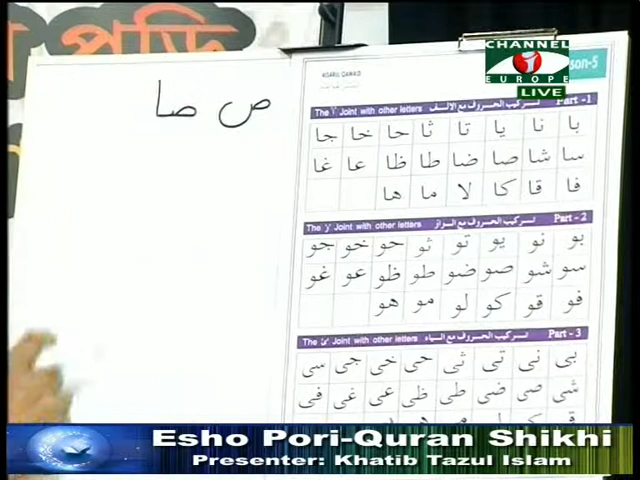 পড়ি
CHANNEL
i
EUROPE
LIVE
son-5
ص صا
Part -1 تركيب الحروف مع الألف The 'ا' Joint with other letters
با نا يا تا ثا حا خا جا
سا شا صا ضا طا ظا عا غا
فا قا كا لا ما ها
Part - 2 The 'و' Joint with other letters
بو نو يو تو ثو حو خو جو
سو شو صو ضو طو ظو عو غو
فو قو كو لو مو هو
Part - 3 تركيب الحروف مع الياء The 'ى' Joint with other letters
بى نى تى ثى حى خى جى سى
شى صى ضى طى ظى عى غى فى
Esho Pori-Quran Shikhi
Presenter: Khatib Tazul Islam